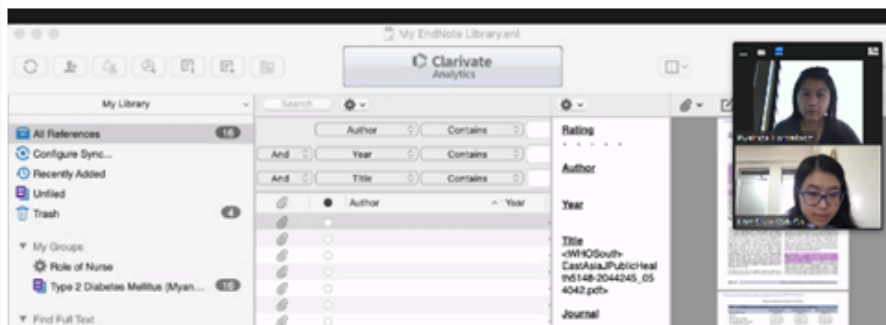 My EndNote Library.enl
Clarivate
Analytics
My Library
Search
All References
16
Configure Sync...
Recently Added
Unfiled
Trash
4
My Groups
Role of Nurse
Type 2 Diabetes Mellitus (Myan...
16
Find Full Text
Author Contains
And Year Contains
And Title Contains
Author Year
Rating
Author
Year
Title
<WHOSouth-
EastAsiaJPublicHeal
th5148-2044245_05
4042.pdf>
Journal